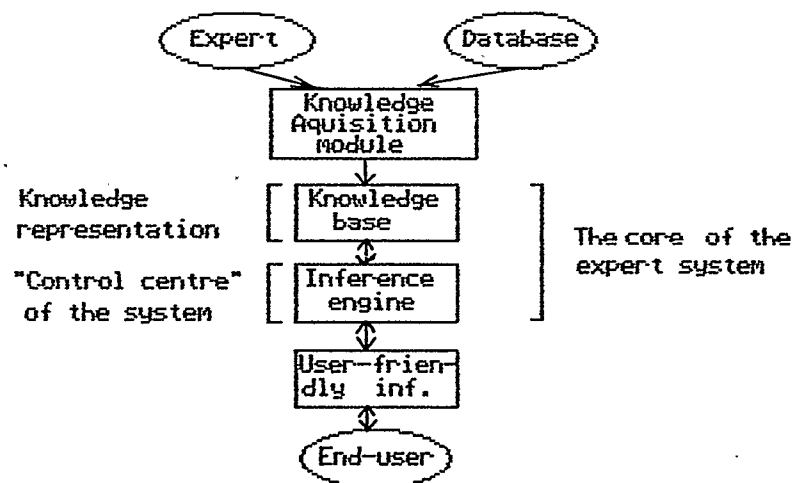 Expert
Database
Knowledge
Aquisition
module
Knowledge
representation
Knowledge
base
The core of the
expert system
"Control centre"
of the system
Inference
engine
User-frien-
dly inf.
End-user